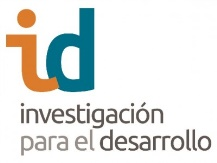 id
investigación
para el desarrollo